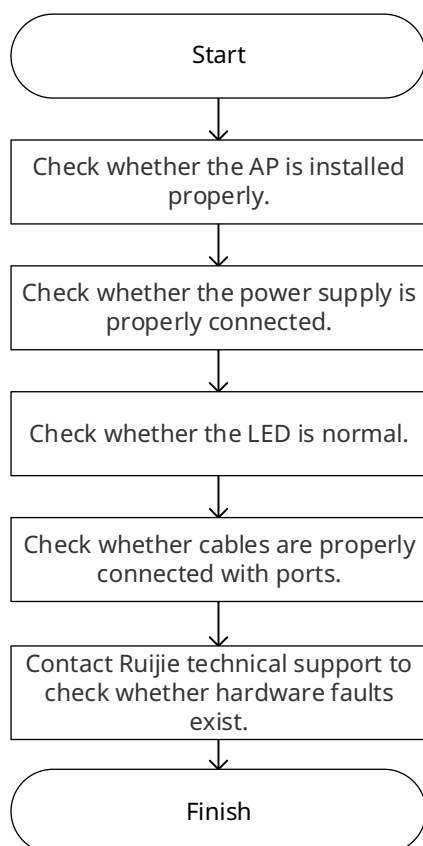 Start
Check whether the AP is installed
properly.
Check whether the power supply is
properly connected.
Check whether the LED is normal.
Check whether cables are properly
connected with ports.
Contact Ruijie technical support to
check whether hardware faults
exist.
Finish